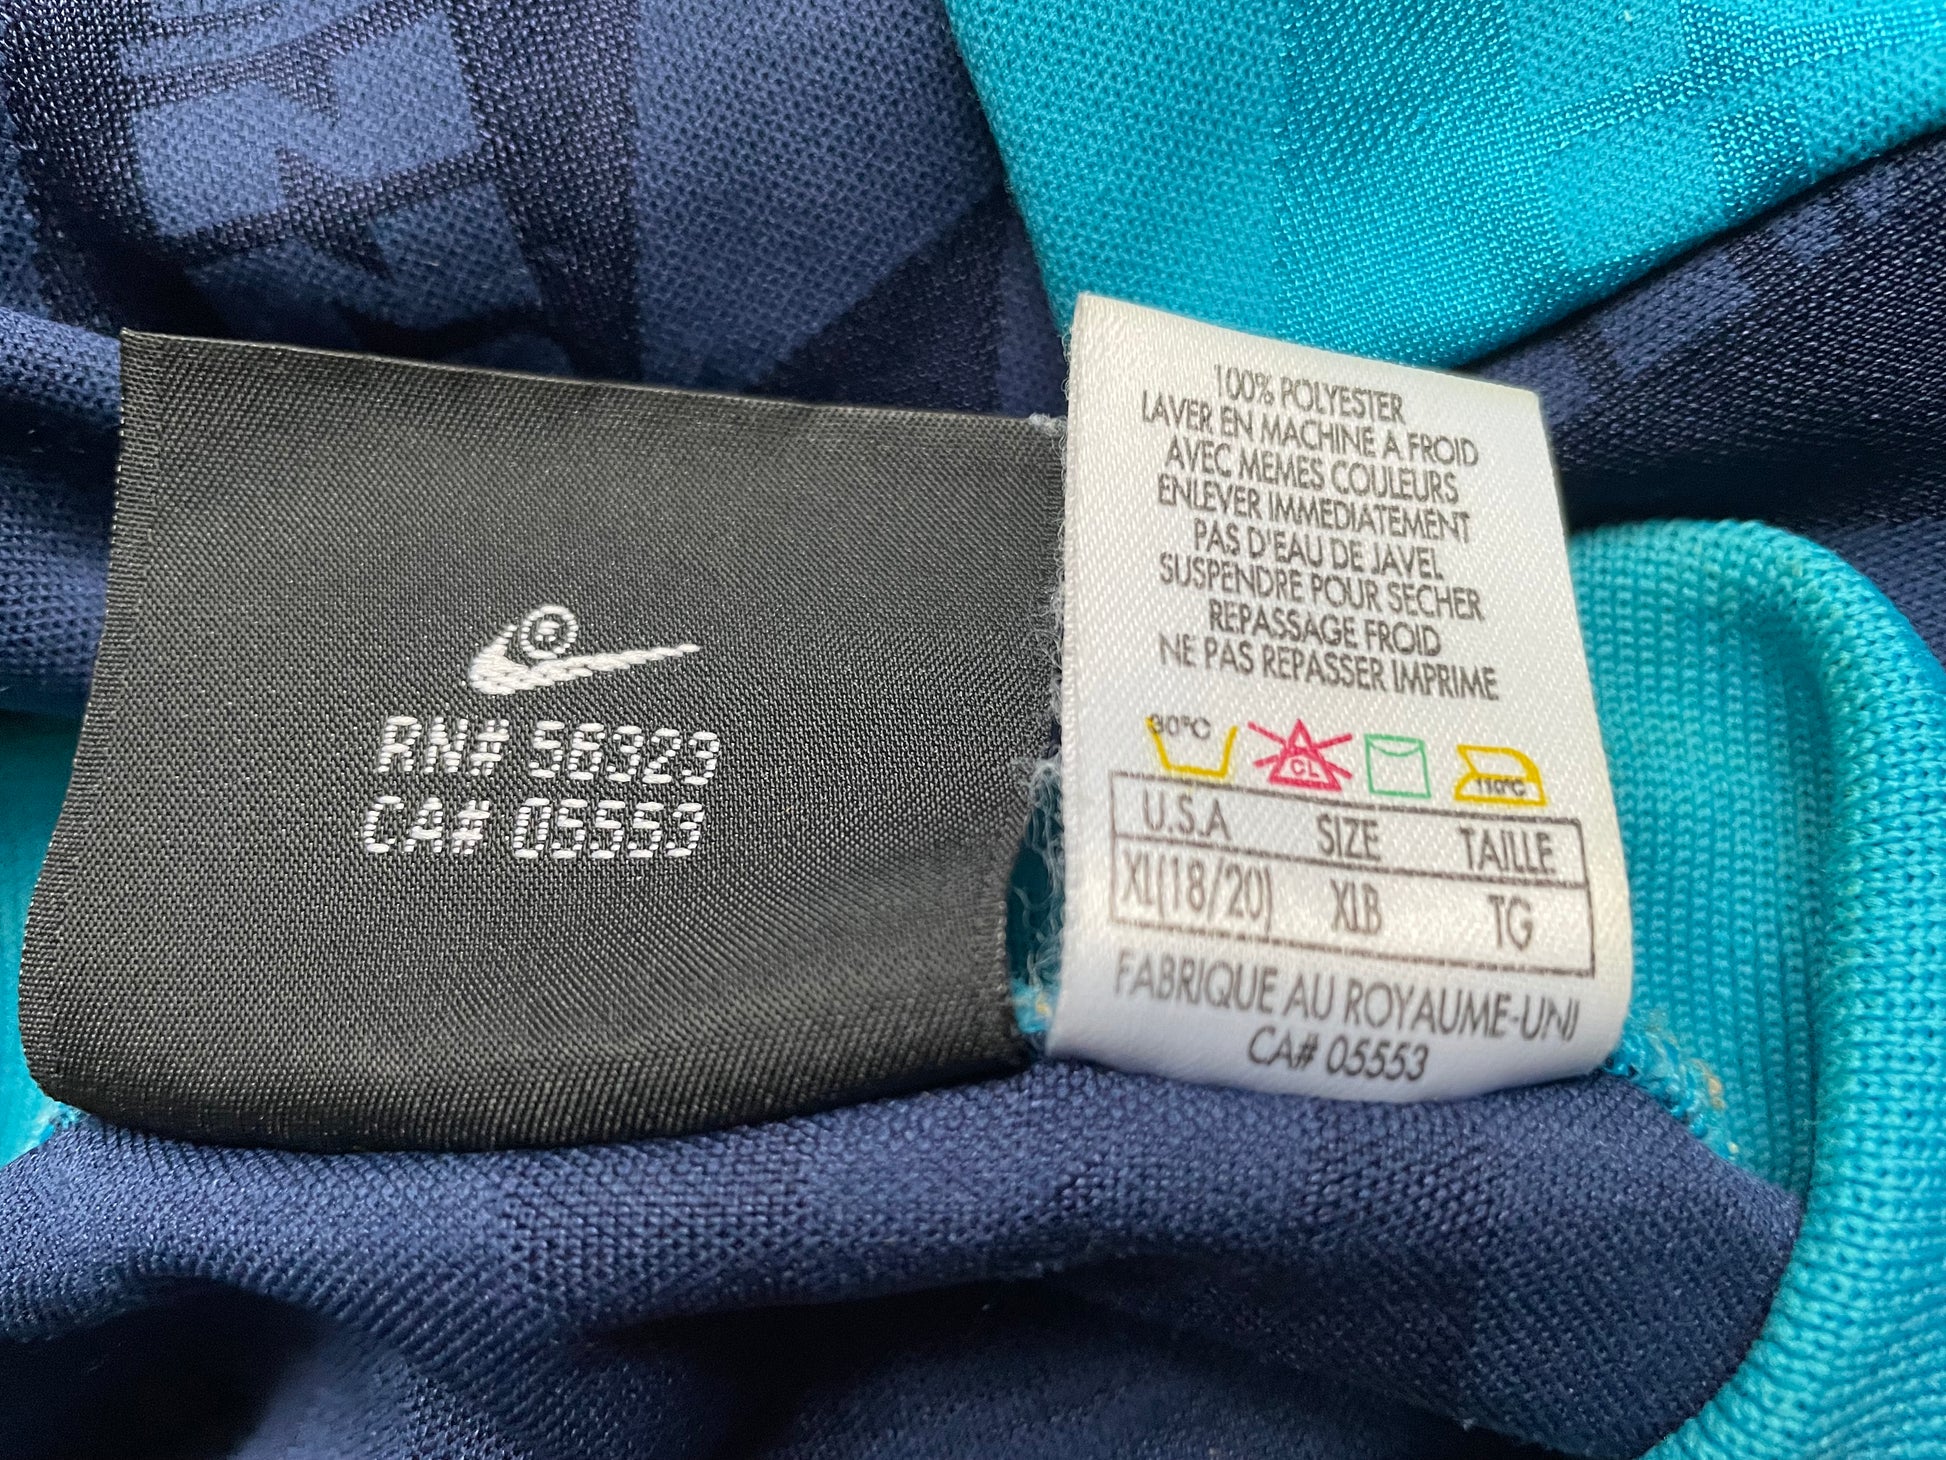 ®
RN# 56323
CA# 05553
100% POLYESTER
LAVER EN MACHINE A FROID
AVEC MEMES COULEURS
ENLEVER IMMEDIATEMENT
PAS D'EAU DE JAVEL
SUSPENDRE POUR SECHER
REPASSAGE FROID
NE PAS REPASSER IMPRIME
30°C CL 110°C
U.S.A SIZE TAILLE
XL(18/20) XLB TG
FABRIQUE AU ROYAUME-UNI
CA# 05553